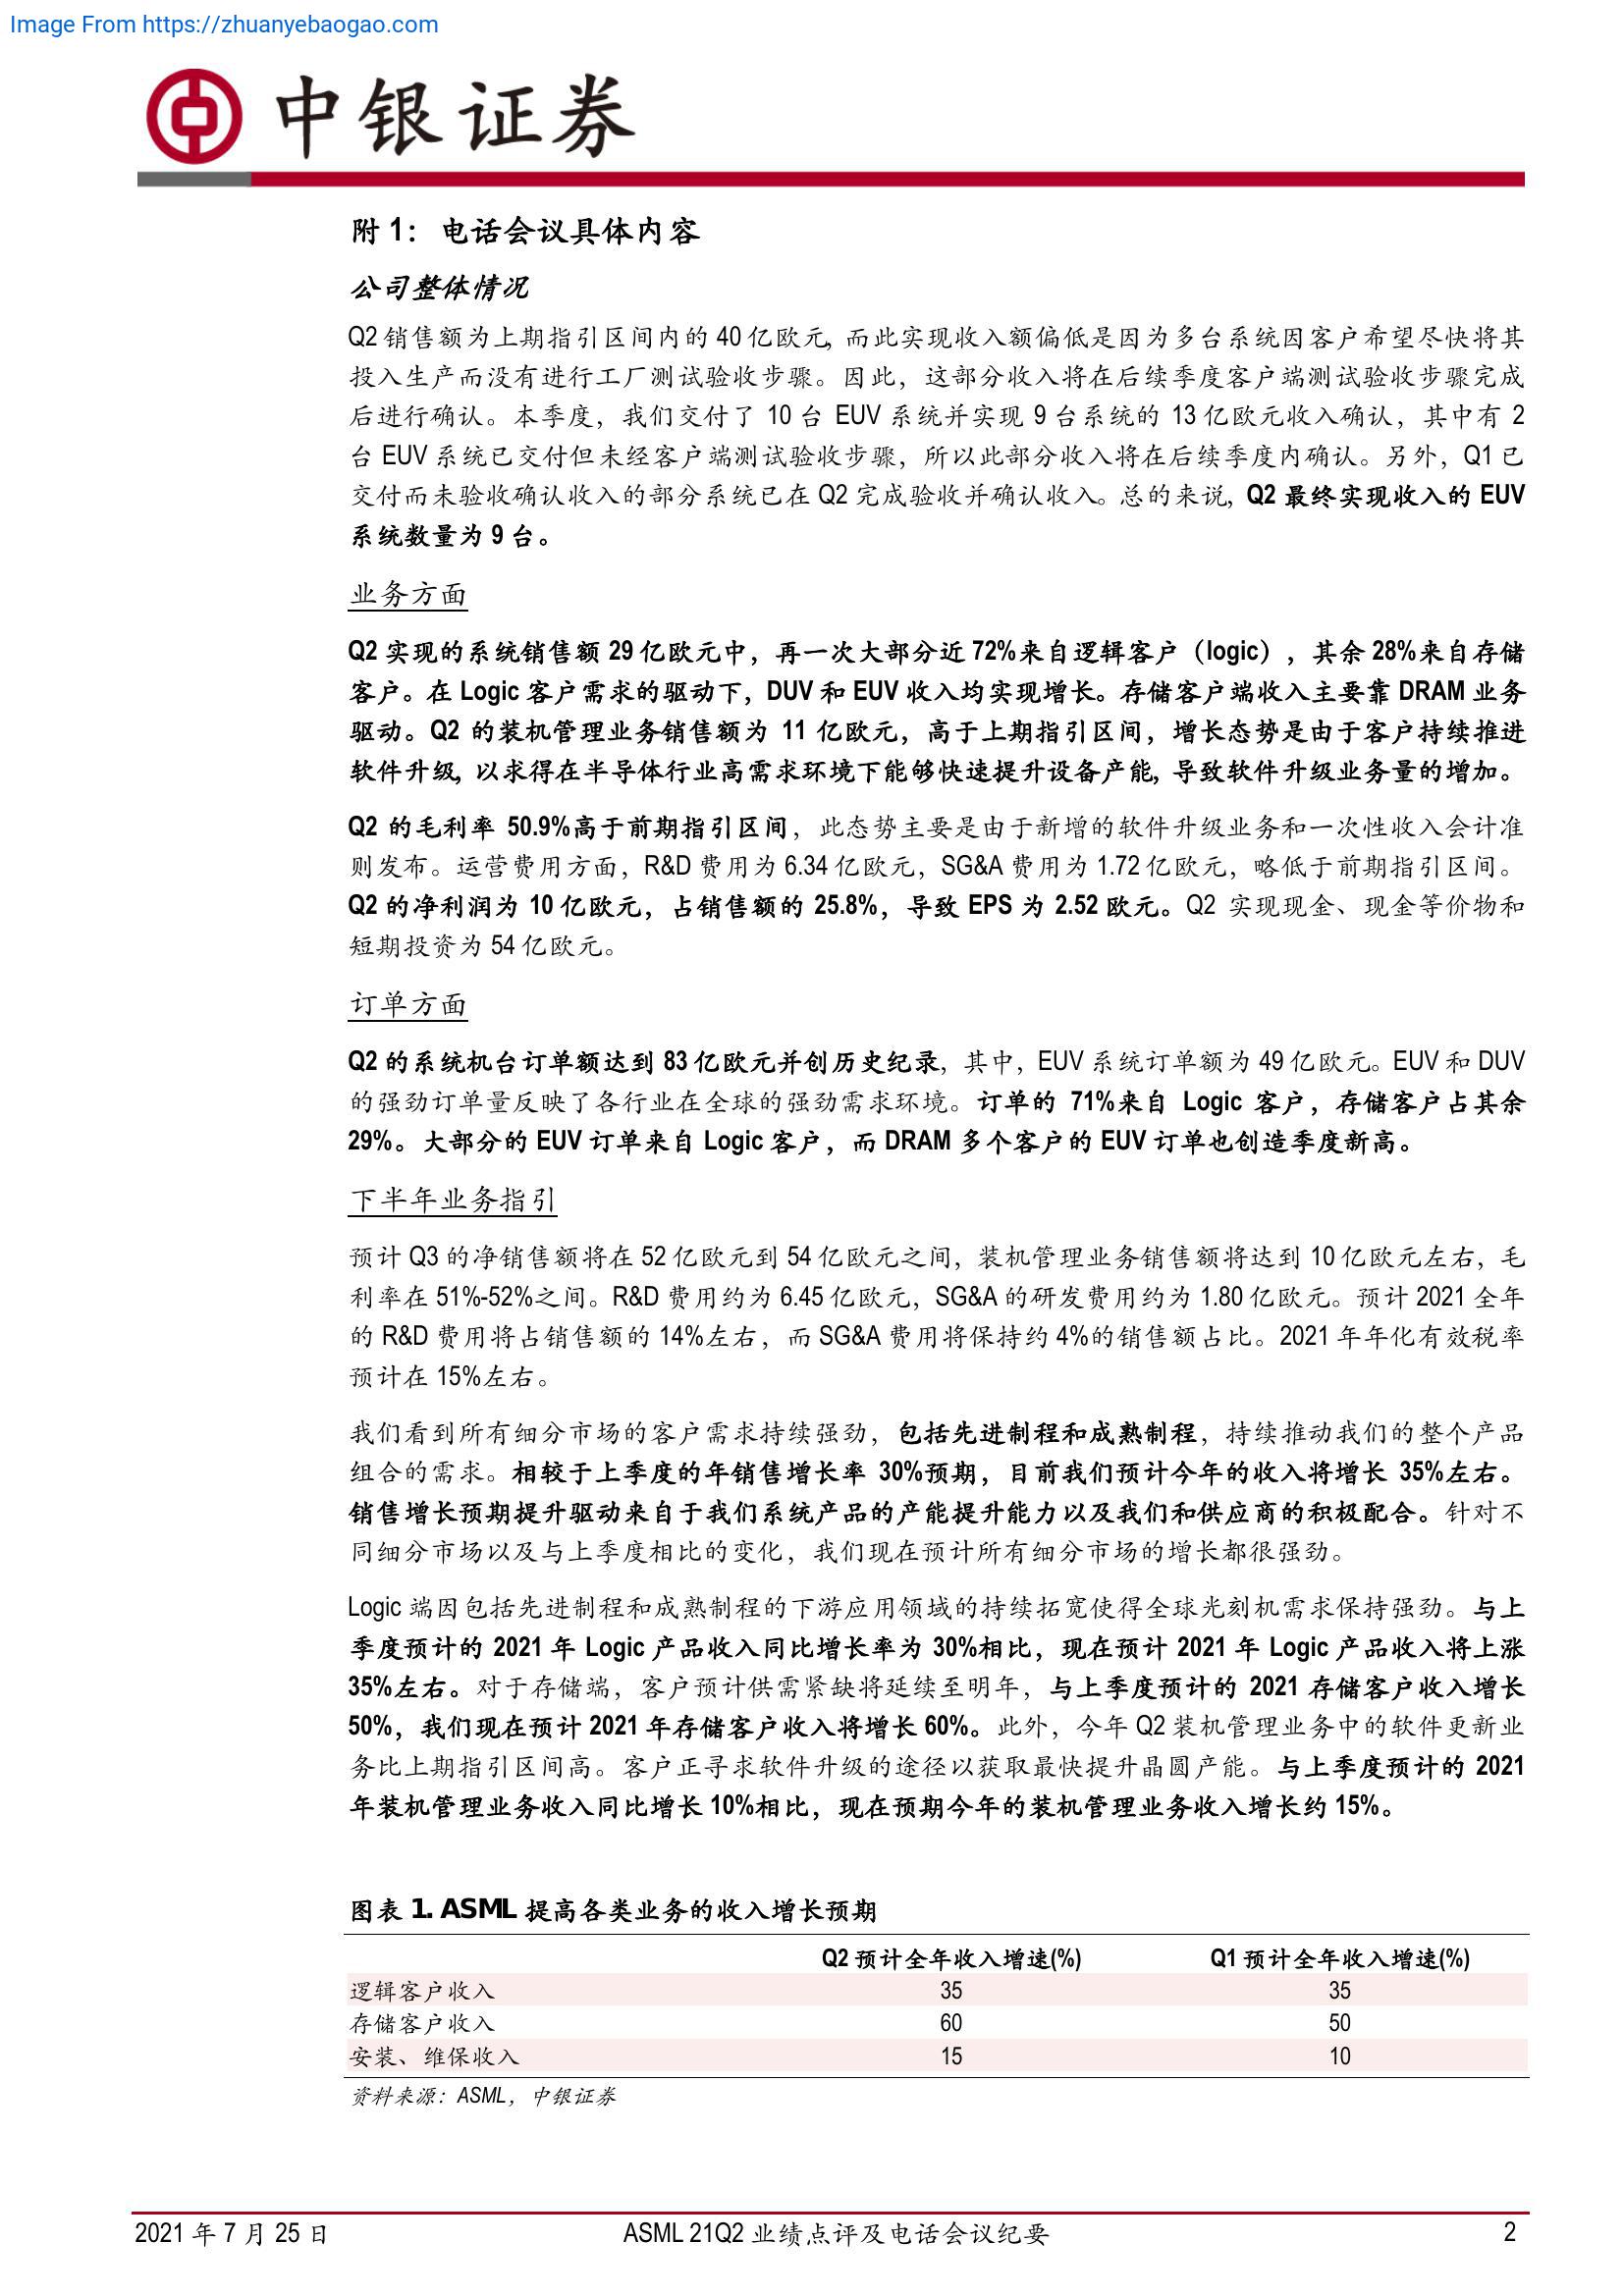 Image From https://zhuanyebaogao.com
中银证券
附 1： 电话会议具体内容
公司整体情况
Q2 销售额为上期指引区间内的 40 亿欧元，而此实现收入额偏低是因为多台系统因客户希望尽快将其
投入生产而没有进行工厂测试验收步骤。因此，这部分收入将在后续季度客户端测试验收步骤完成
后进行确认。本季度，我们交付了 10 台 EUV 系统并实现 9 台系统的 13 亿欧元收入确认，其中有 2
台 EUV 系统已交付但未经客户端测试验收步骤，所以此部分收入将在后续季度内确认。另外，Q1 已
交付而未验收确认收入的部分系统已在 Q2 完成验收并确认收入。总的来说，Q2 最终实现收入的 EUV
系统数量为 9 台。
业务方面
Q2 实现的系统销售额 29 亿欧元中，再一次大部分近 72%来自逻辑客户（logic），其余 28%来自存储
客户。在 Logic 客户需求的驱动下，DUV 和 EUV 收入均实现增长。存储客户端收入主要靠 DRAM 业务
驱动。Q2 的装机管理业务销售额为 11 亿欧元，高于上期指引区间，增长态势是由于客户持续推进
软件升级，以求得在半导体行业高需求环境下能够快速提升设备产能，导致软件升级业务量的增加。
Q2 的毛利率 50.9%高于前期指引区间，此态势主要是由于新增的软件升级业务和一次性收入会计准
则发布。运营费用方面，R&D 费用为 6.34 亿欧元，SG&A 费用为 1.72 亿欧元，略低于前期指引区间。
Q2 的净利润为 10 亿欧元，占销售额的 25.8%，导致 EPS 为 2.52 欧元。Q2 实现现金、现金等价物和
短期投资为 54 亿欧元。
订单方面
Q2 的系统机台订单额达到 83 亿欧元并创历史纪录，其中，EUV 系统订单额为 49 亿欧元。EUV 和 DUV
的强劲订单量反映了各行业在全球的强劲需求环境。订单的 71%来自 Logic 客户，存储客户占其余
29%。大部分的 EUV 订单来自 Logic 客户，而 DRAM 多个客户的 EUV 订单也创造季度新高。
下半年业务指引
预计 Q3 的净销售额将在 52 亿欧元到 54 亿欧元之间，装机管理业务销售额将达到 10 亿欧元左右，毛
利率在 51%-52%之间。R&D 费用约为 6.45 亿欧元，SG&A 的研发费用约为 1.80 亿欧元。预计 2021 全年
的 R&D 费用将占销售额的 14%左右，而 SG&A 费用将保持约 4%的销售额占比。2021 年年化有效税率
预计在 15%左右。
我们看到所有细分市场的客户需求持续强劲，包括先进制程和成熟制程，持续推动我们的整个产品
组合的需求。相较于上季度的年销售增长率 30%预期，目前我们预计今年的收入将增长 35%左右。
销售增长预期提升驱动来自于我们系统产品的产能提升能力以及我们和供应商的积极配合。针对不
同细分市场以及与上季度相比的变化，我们现在预计所有细分市场的增长都很强劲。
Logic 端因包括先进制程和成熟制程的下游应用领域的持续拓宽使得全球光刻机需求保持强劲。与上
季度预计的 2021 年 Logic 产品收入同比增长率为 30%相比，现在预计 2021 年 Logic 产品收入将上涨
35%左右。对于存储端，客户预计供需紧缺将延续至明年，与上季度预计的 2021 存储客户收入增长
50%，我们现在预计 2021 年存储客户收入将增长 60%。此外，今年 Q2 装机管理业务中的软件更新业
务比上期指引区间高。客户正寻求软件升级的途径以获取最快提升晶圆产能。与上季度预计的 2021
年装机管理业务收入同比增长 10%相比，现在预期今年的装机管理业务收入增长约 15%。
图表 1. ASML 提高各类业务的收入增长预期
Q2 预计全年收入增速(%) Q1 预计全年收入增速(%)
逻辑客户收入 35 35
存储客户收入 60 50
安装、维保收入 15 10
资料来源：ASML，中银证券
2021 年 7 月 25 日 ASML 21Q2 业绩点评及电话会议纪要 2